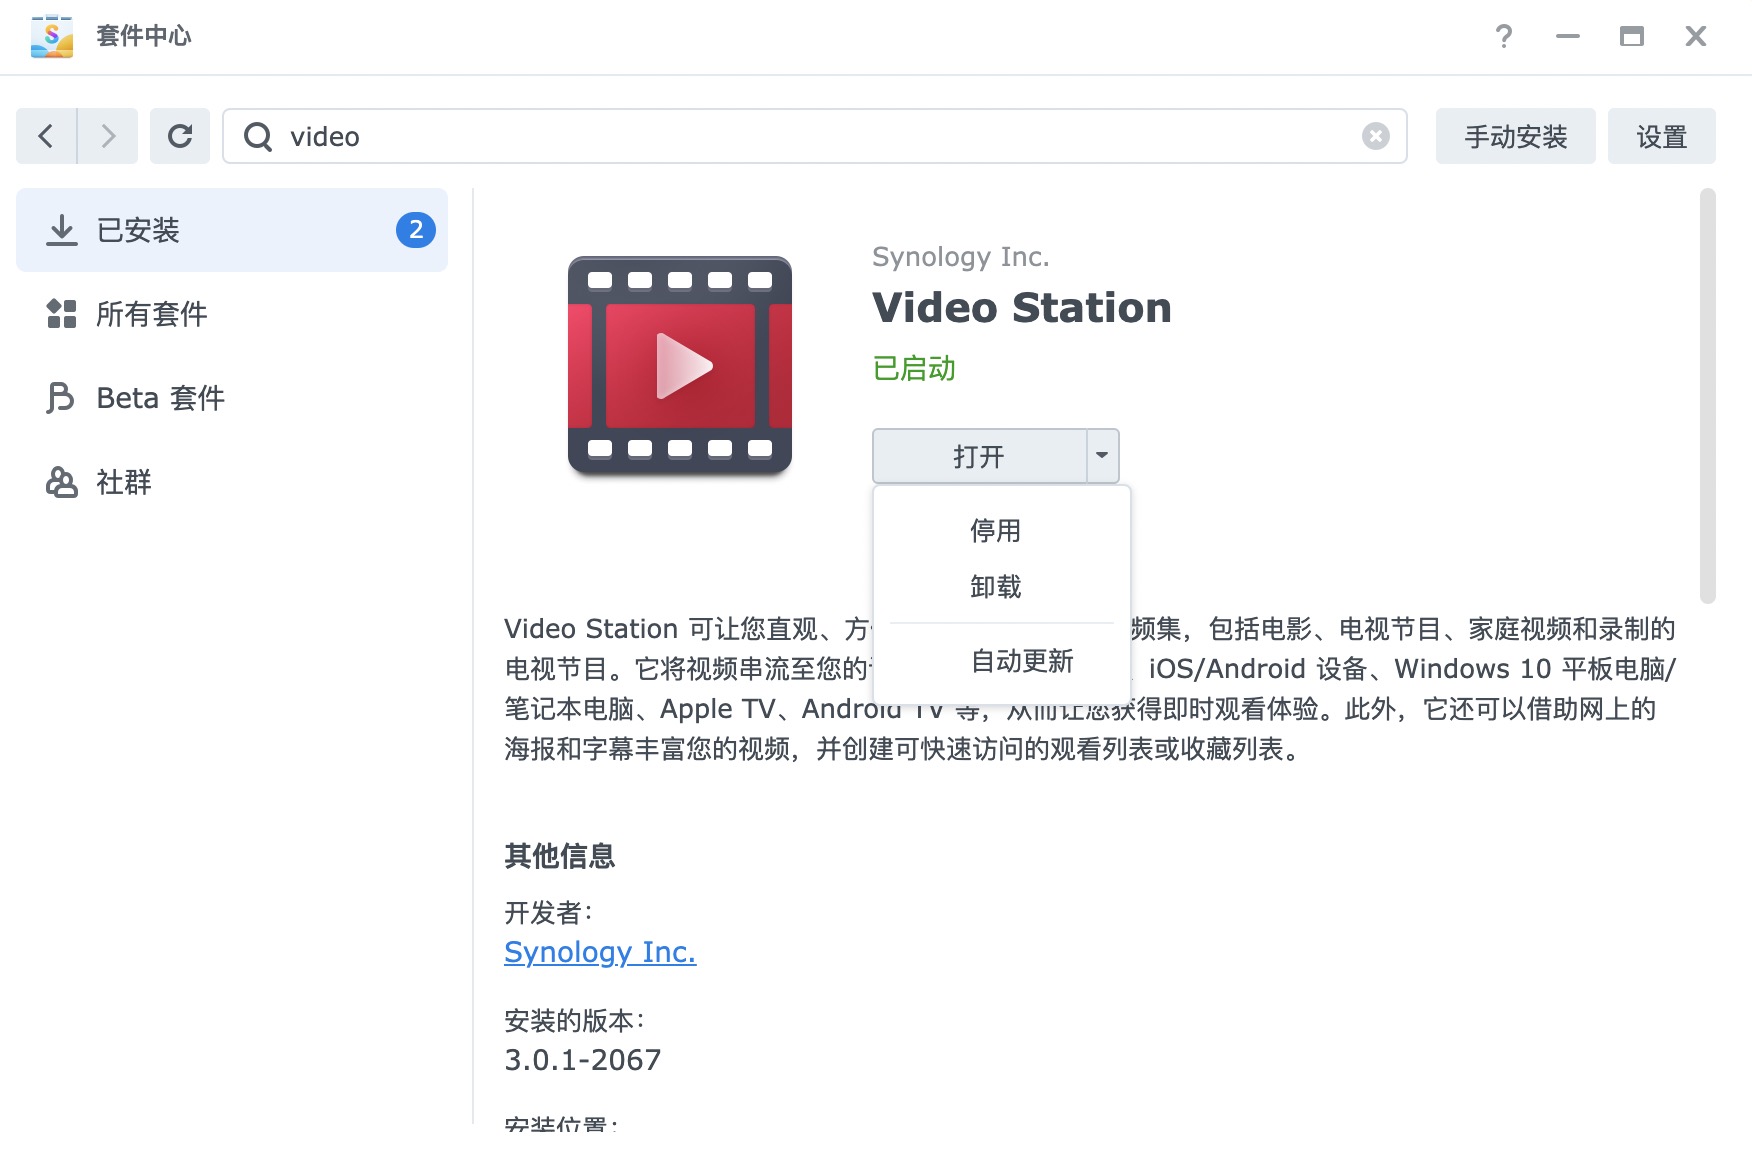 套件中心
video
手动安装
设置
已安装
2
所有套件
Beta 套件
社群
Synology Inc.
Video Station
已启动
打开
停用
卸载
自动更新
Video Station 可让您直观、方 频集，包括电影、电视节目、家庭视频和录制的
电视节目。它将视频串流至您的 iOS/Android 设备、Windows 10 平板电脑/
笔记本电脑、Apple TV、Android TV 等，从而让您获得即时观看体验。此外，它还可以借助网上的
海报和字幕丰富您的视频，并创建可快速访问的观看列表或收藏列表。
其他信息
开发者：
Synology Inc.
安装的版本：
3.0.1-2067
安装位置：